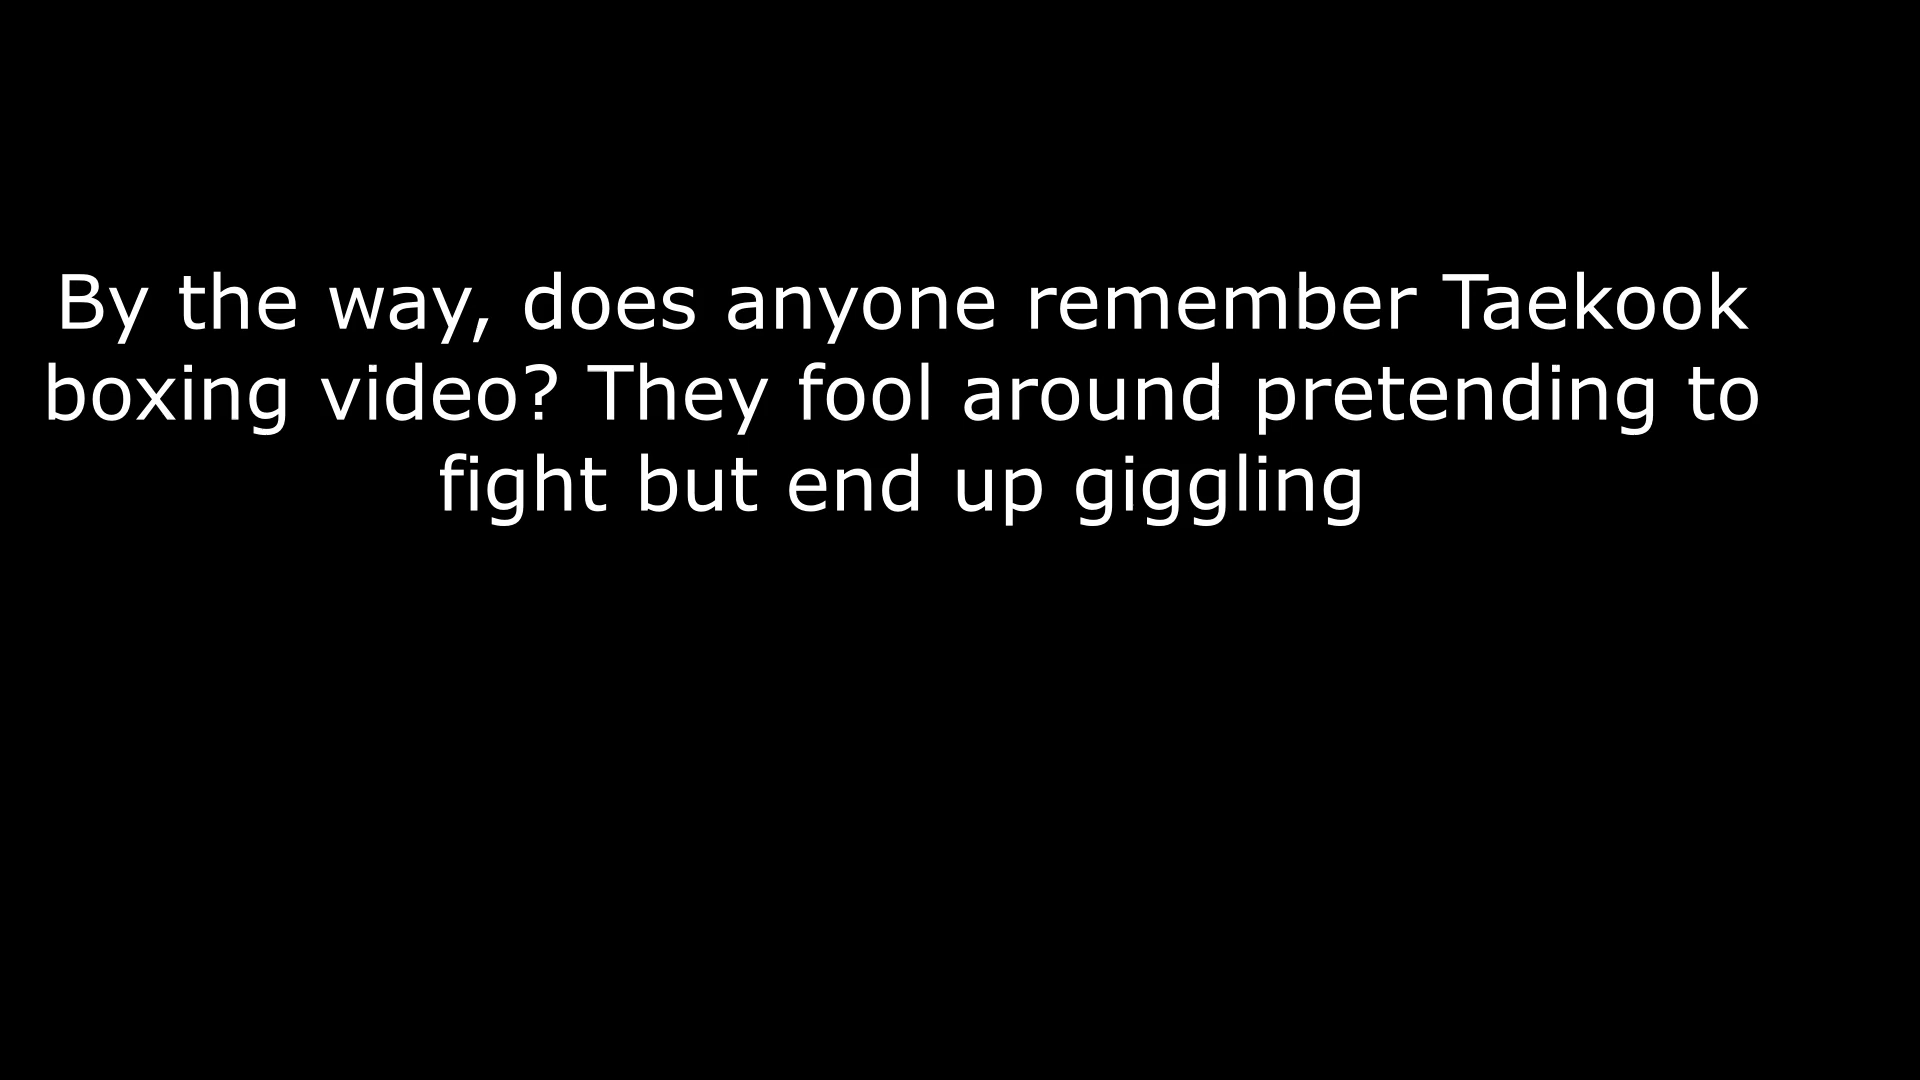 By the way, does anyone remember Taekook
boxing video? They fool around pretending to
fight but end up giggling